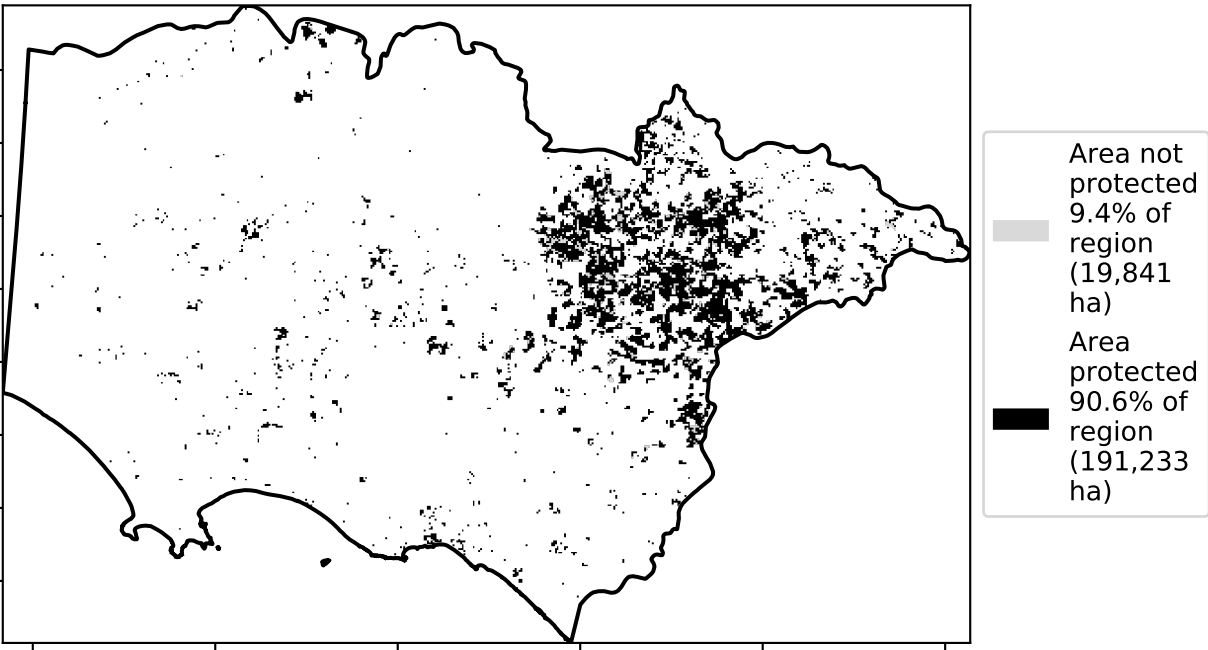 Area not
protected
9.4% of
region
(19,841
ha)
Area
protected
90.6% of
region
(191,233
ha)